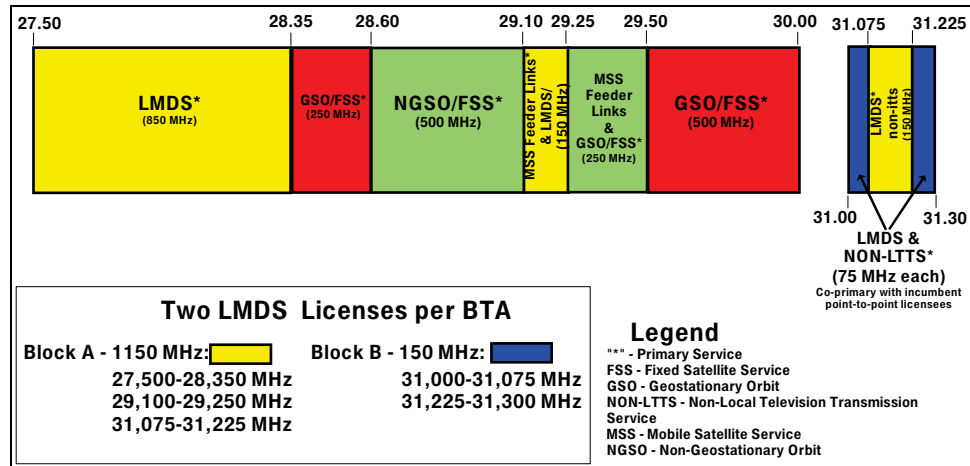 27.50 28.35 28.60 29.10 29.25 29.50 30.00 31.075 31.225
LMDS*
(850 MHz)
GSO/FSS*
(250 MHz)
NGSO/FSS*
(500 MHz)
MSS Feeder Links*
& LMDS/
(150 MHz)
MSS
Feeder
Links
&
GSO/FSS*
(250 MHz)
GSO/FSS*
(500 MHz)
LMDS*
non-itts
(150 MHz)
31.00 31.30
LMDS &
NON-LTTS*
(75 MHz each)
Co-primary with incumbent
point-to-point licensees
Two LMDS Licenses per BTA
Block A - 1150 MHz:
27,500-28,350 MHz
29,100-29,250 MHz
31,075-31,225 MHz
Block B - 150 MHz:
31,000-31,075 MHz
31,225-31,300 MHz
Legend
"*" - Primary Service
FSS - Fixed Satellite Service
GSO - Geostationary Orbit
NON-LTTS - Non-Local Television Transmission
Service
MSS - Mobile Satellite Service
NGSO - Non-Geostationary Orbit